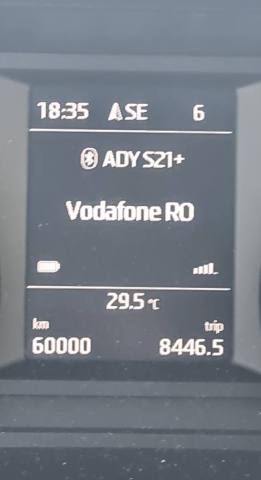 18:35 SE 6
ADY S21+
Vodafone RO
29.5 °C
km trip
60000 8446.5